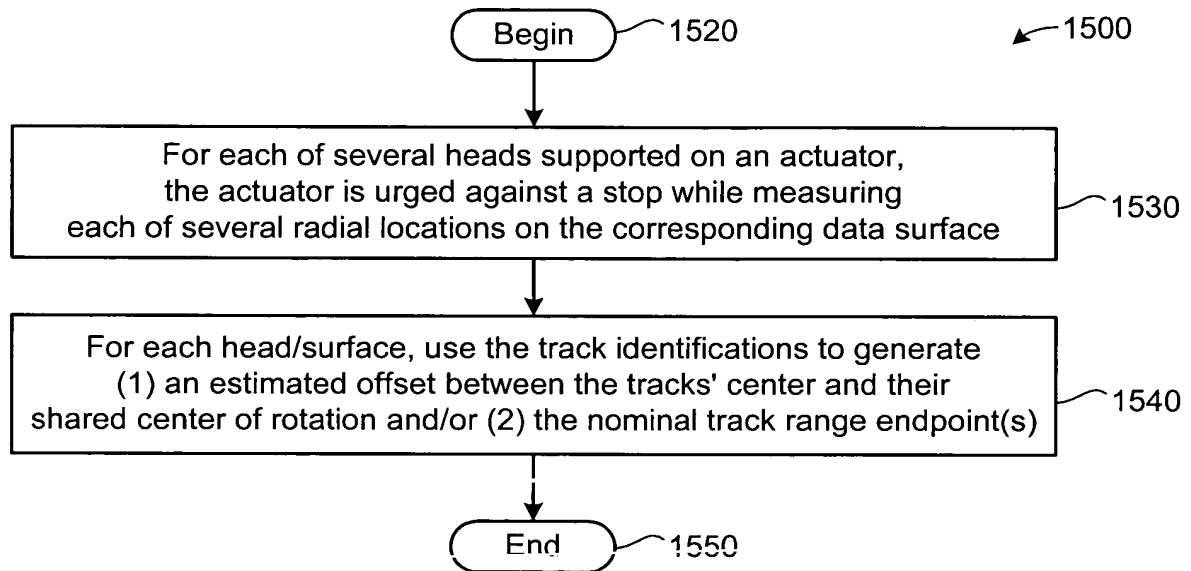 Begin
1520
1500
For each of several heads supported on an actuator,
the actuator is urged against a stop while measuring
each of several radial locations on the corresponding data surface
1530
For each head/surface, use the track identifications to generate
(1) an estimated offset between the tracks' center and their
shared center of rotation and/or (2) the nominal track range endpoint(s)
1540
End
1550